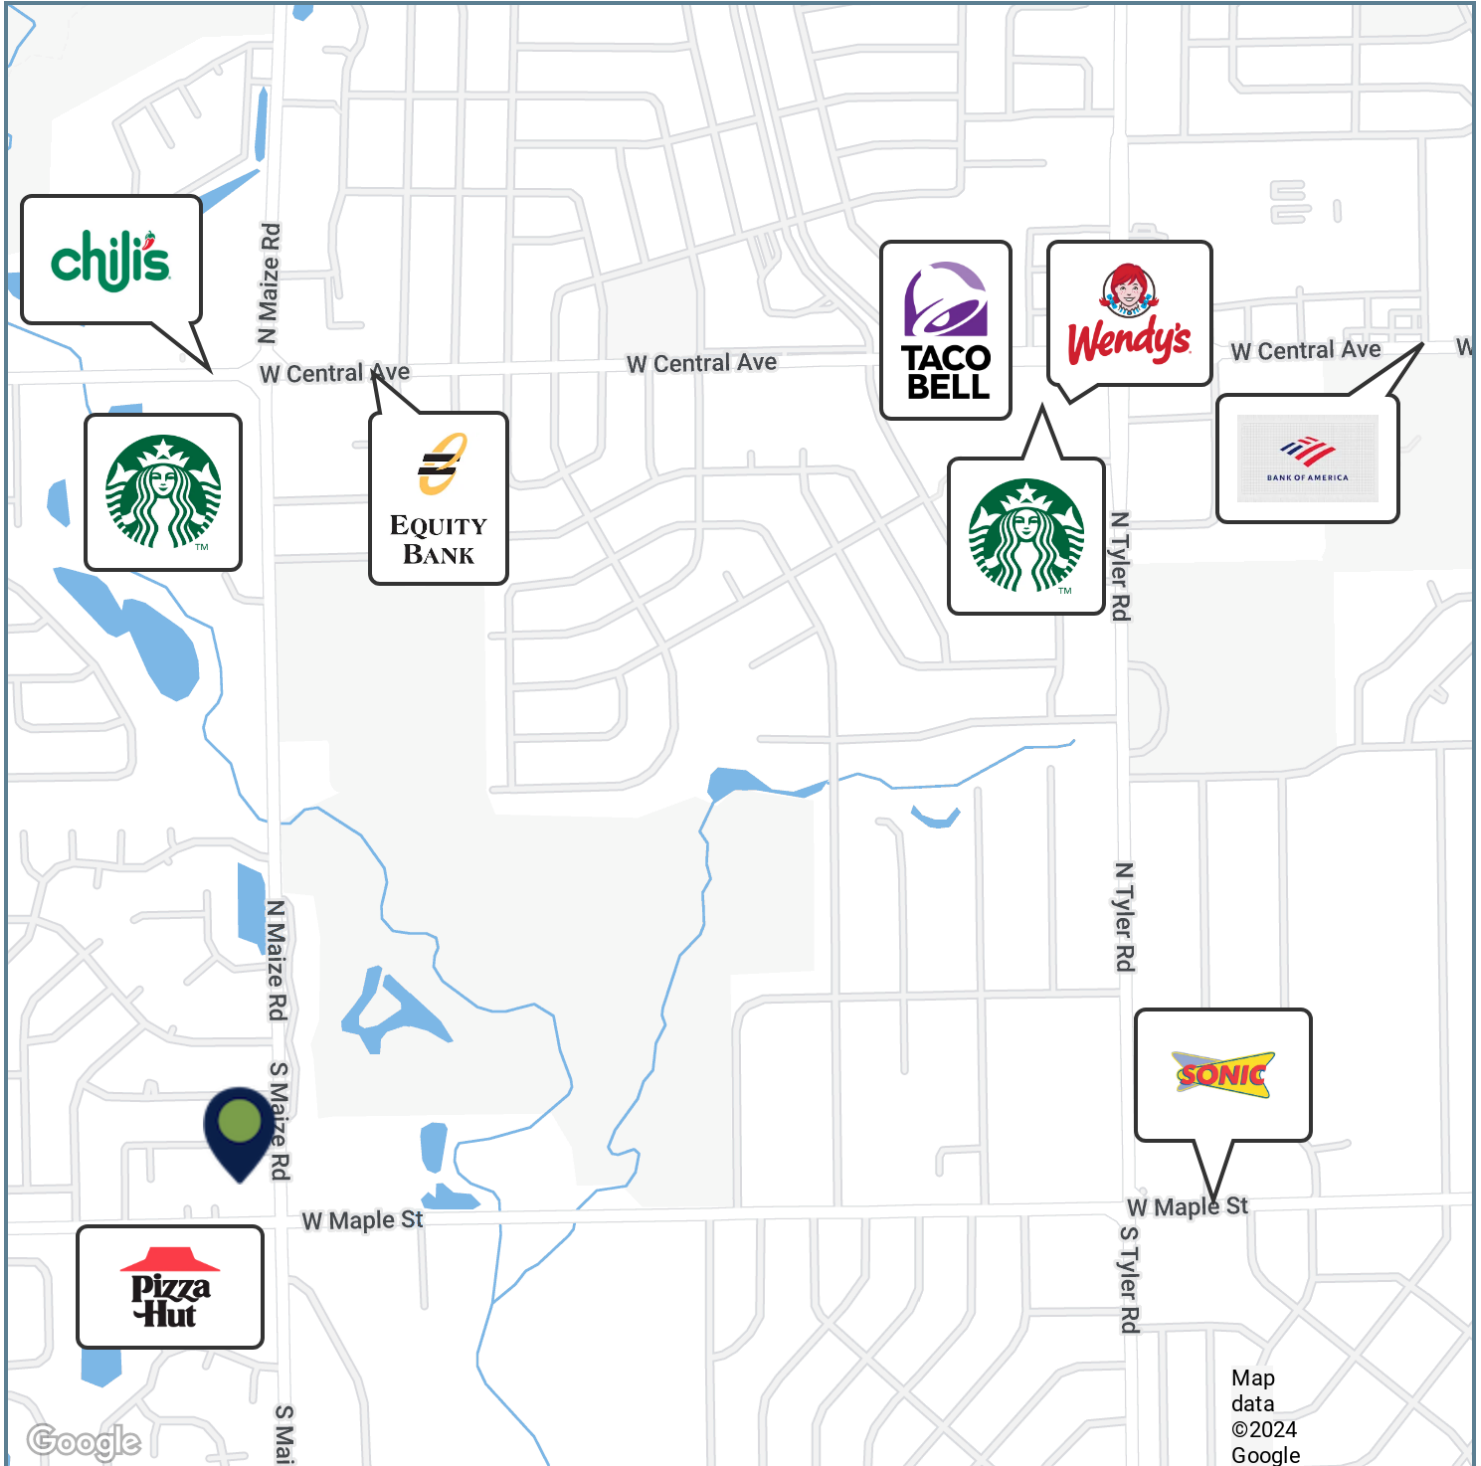 N Maize Rd
chili's
W Central Ave
W Central Ave
TACO
BELL
Wendy's
W Central Ave
W
BANK OF AMERICA
TM
EQUITY
BANK
TM
N Tyler Rd
N Tyler Rd
N Maize Rd
S Maize Rd
SONIC
W Maple St
W Maple St
Pizza
Hut
S Tyler Rd
S Mai
Google
Map
data
©2024
Google